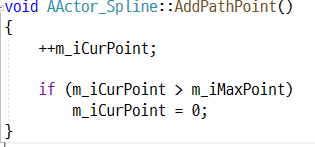 void AActor_Spline::AddPathPoint()
{
    ++m_iCurPoint;

    if (m_iCurPoint > m_iMaxPoint)
        m_iCurPoint = 0;
}